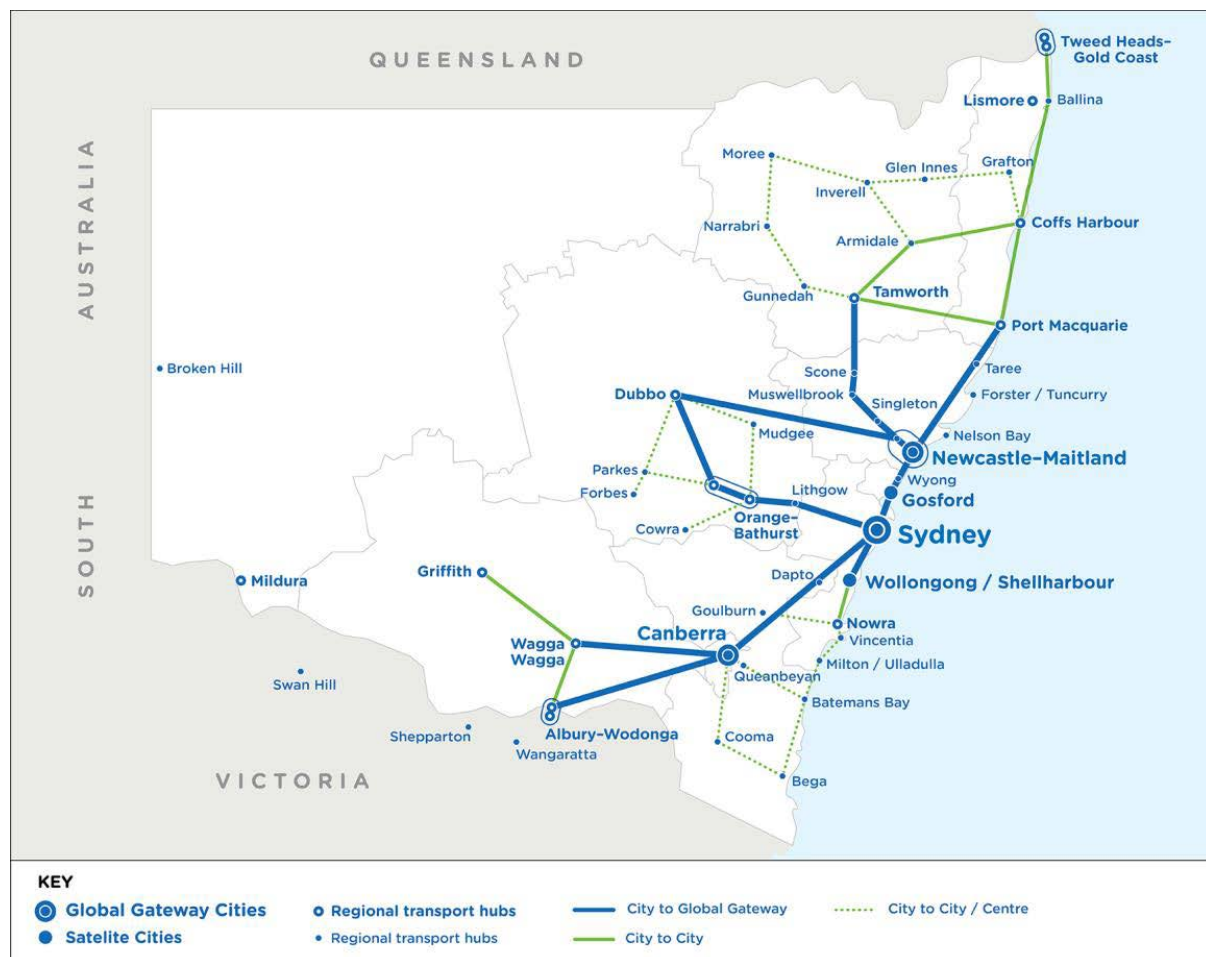 QUEENSLAND
Tweed Heads–
Gold Coast
Lismore
Ballina
Moree
Glen Innes
Grafton
Inverell
AUSTRALIA
Narrabri
Armidale
Coffs Harbour
Gunnedah
Tamworth
Port Macquarie
Broken Hill
Scone
Taree
Dubbo
Muswellbrook
Forster / Tuncurry
Singleton
Mudgee
Nelson Bay
Newcastle–Maitland
Parkes
Wyong
Forbes
Lithgow
Gosford
Orange–
Bathurst
Cowra
Sydney
SOUTH
Griffith
Mildura
Dapto
Wollongong / Shellharbour
Goulburn
Nowra
Canberra
Vincentia
Wagga
Wagga
Milton / Ulladulla
Queanbeyan
Swan Hill
Batemans Bay
Shepparton
Albury–Wodonga
Cooma
Wangaratta
VICTORIA
Bega
KEY
Global Gateway Cities
Regional transport hubs
City to Global Gateway
City to City / Centre
Satelite Cities
Regional transport hubs
City to City